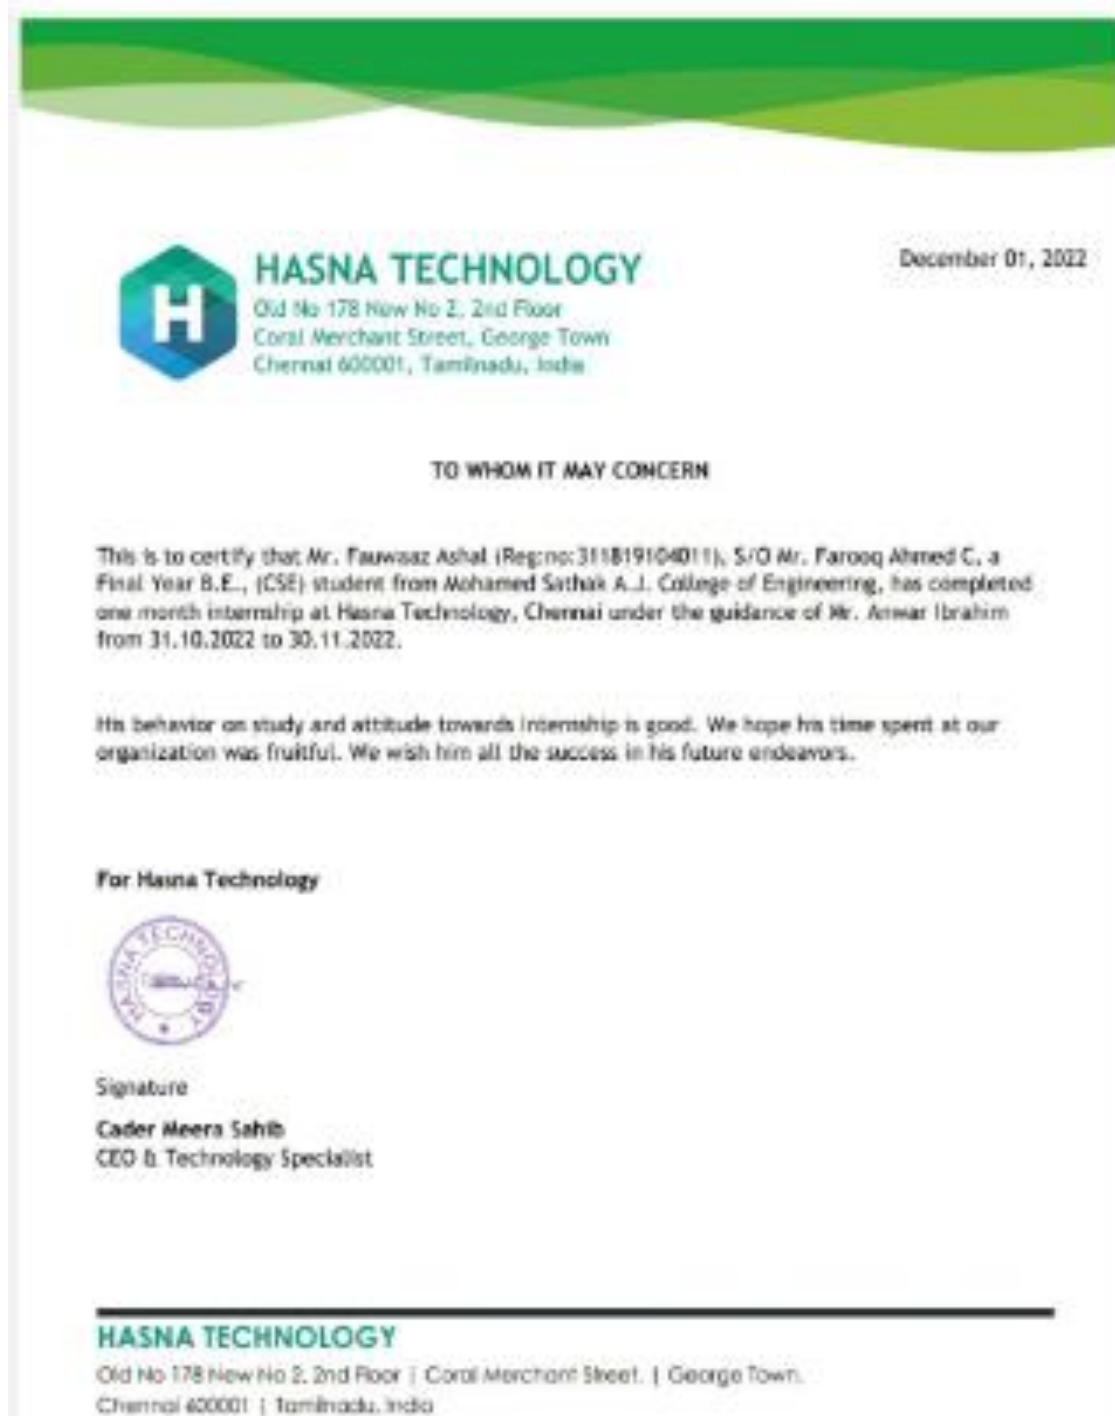 HASNA TECHNOLOGY
Old No 178 New No 2, 2nd Floor
Coral Merchant Street, George Town
Chennai 600001, Tamilnadu, India
December 01, 2022
TO WHOM IT MAY CONCERN
This is to certify that Mr. Fauwaaz Ashal (Reg:no:311819104011), S/O Mr. Farooq Ahmed C, a
Final Year B.E., (CSE) student from Mohamed Sathak A.J. College of Engineering, has completed
one month internship at Hasna Technology, Chennai under the guidance of Mr. Anwar Ibrahim
from 31.10.2022 to 30.11.2022.
His behavior on study and attitude towards internship is good. We hope his time spent at our
organization was fruitful. We wish him all the success in his future endeavors.
For Hasna Technology
HASNA TECHNOLOGY
Signature
Cader Meera Sahib
CEO & Technology Specialist
HASNA TECHNOLOGY
Old No 178 New No 2, 2nd Floor | Coral Merchant Street. | George Town.
Chennai 600001 | Tamilnadu, India